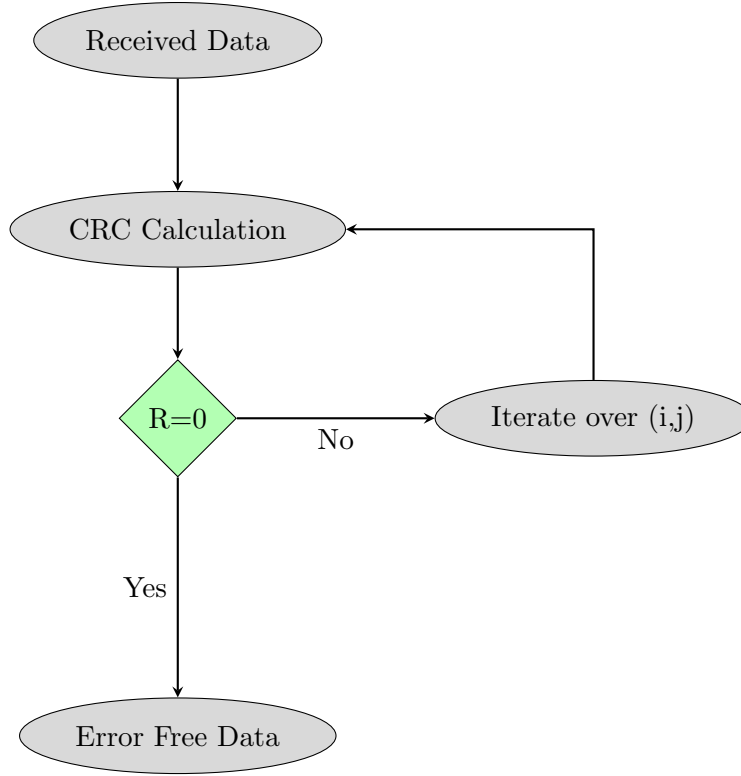 Received Data
CRC Calculation
R=0
No
Iterate over (i,j)
Yes
Error Free Data